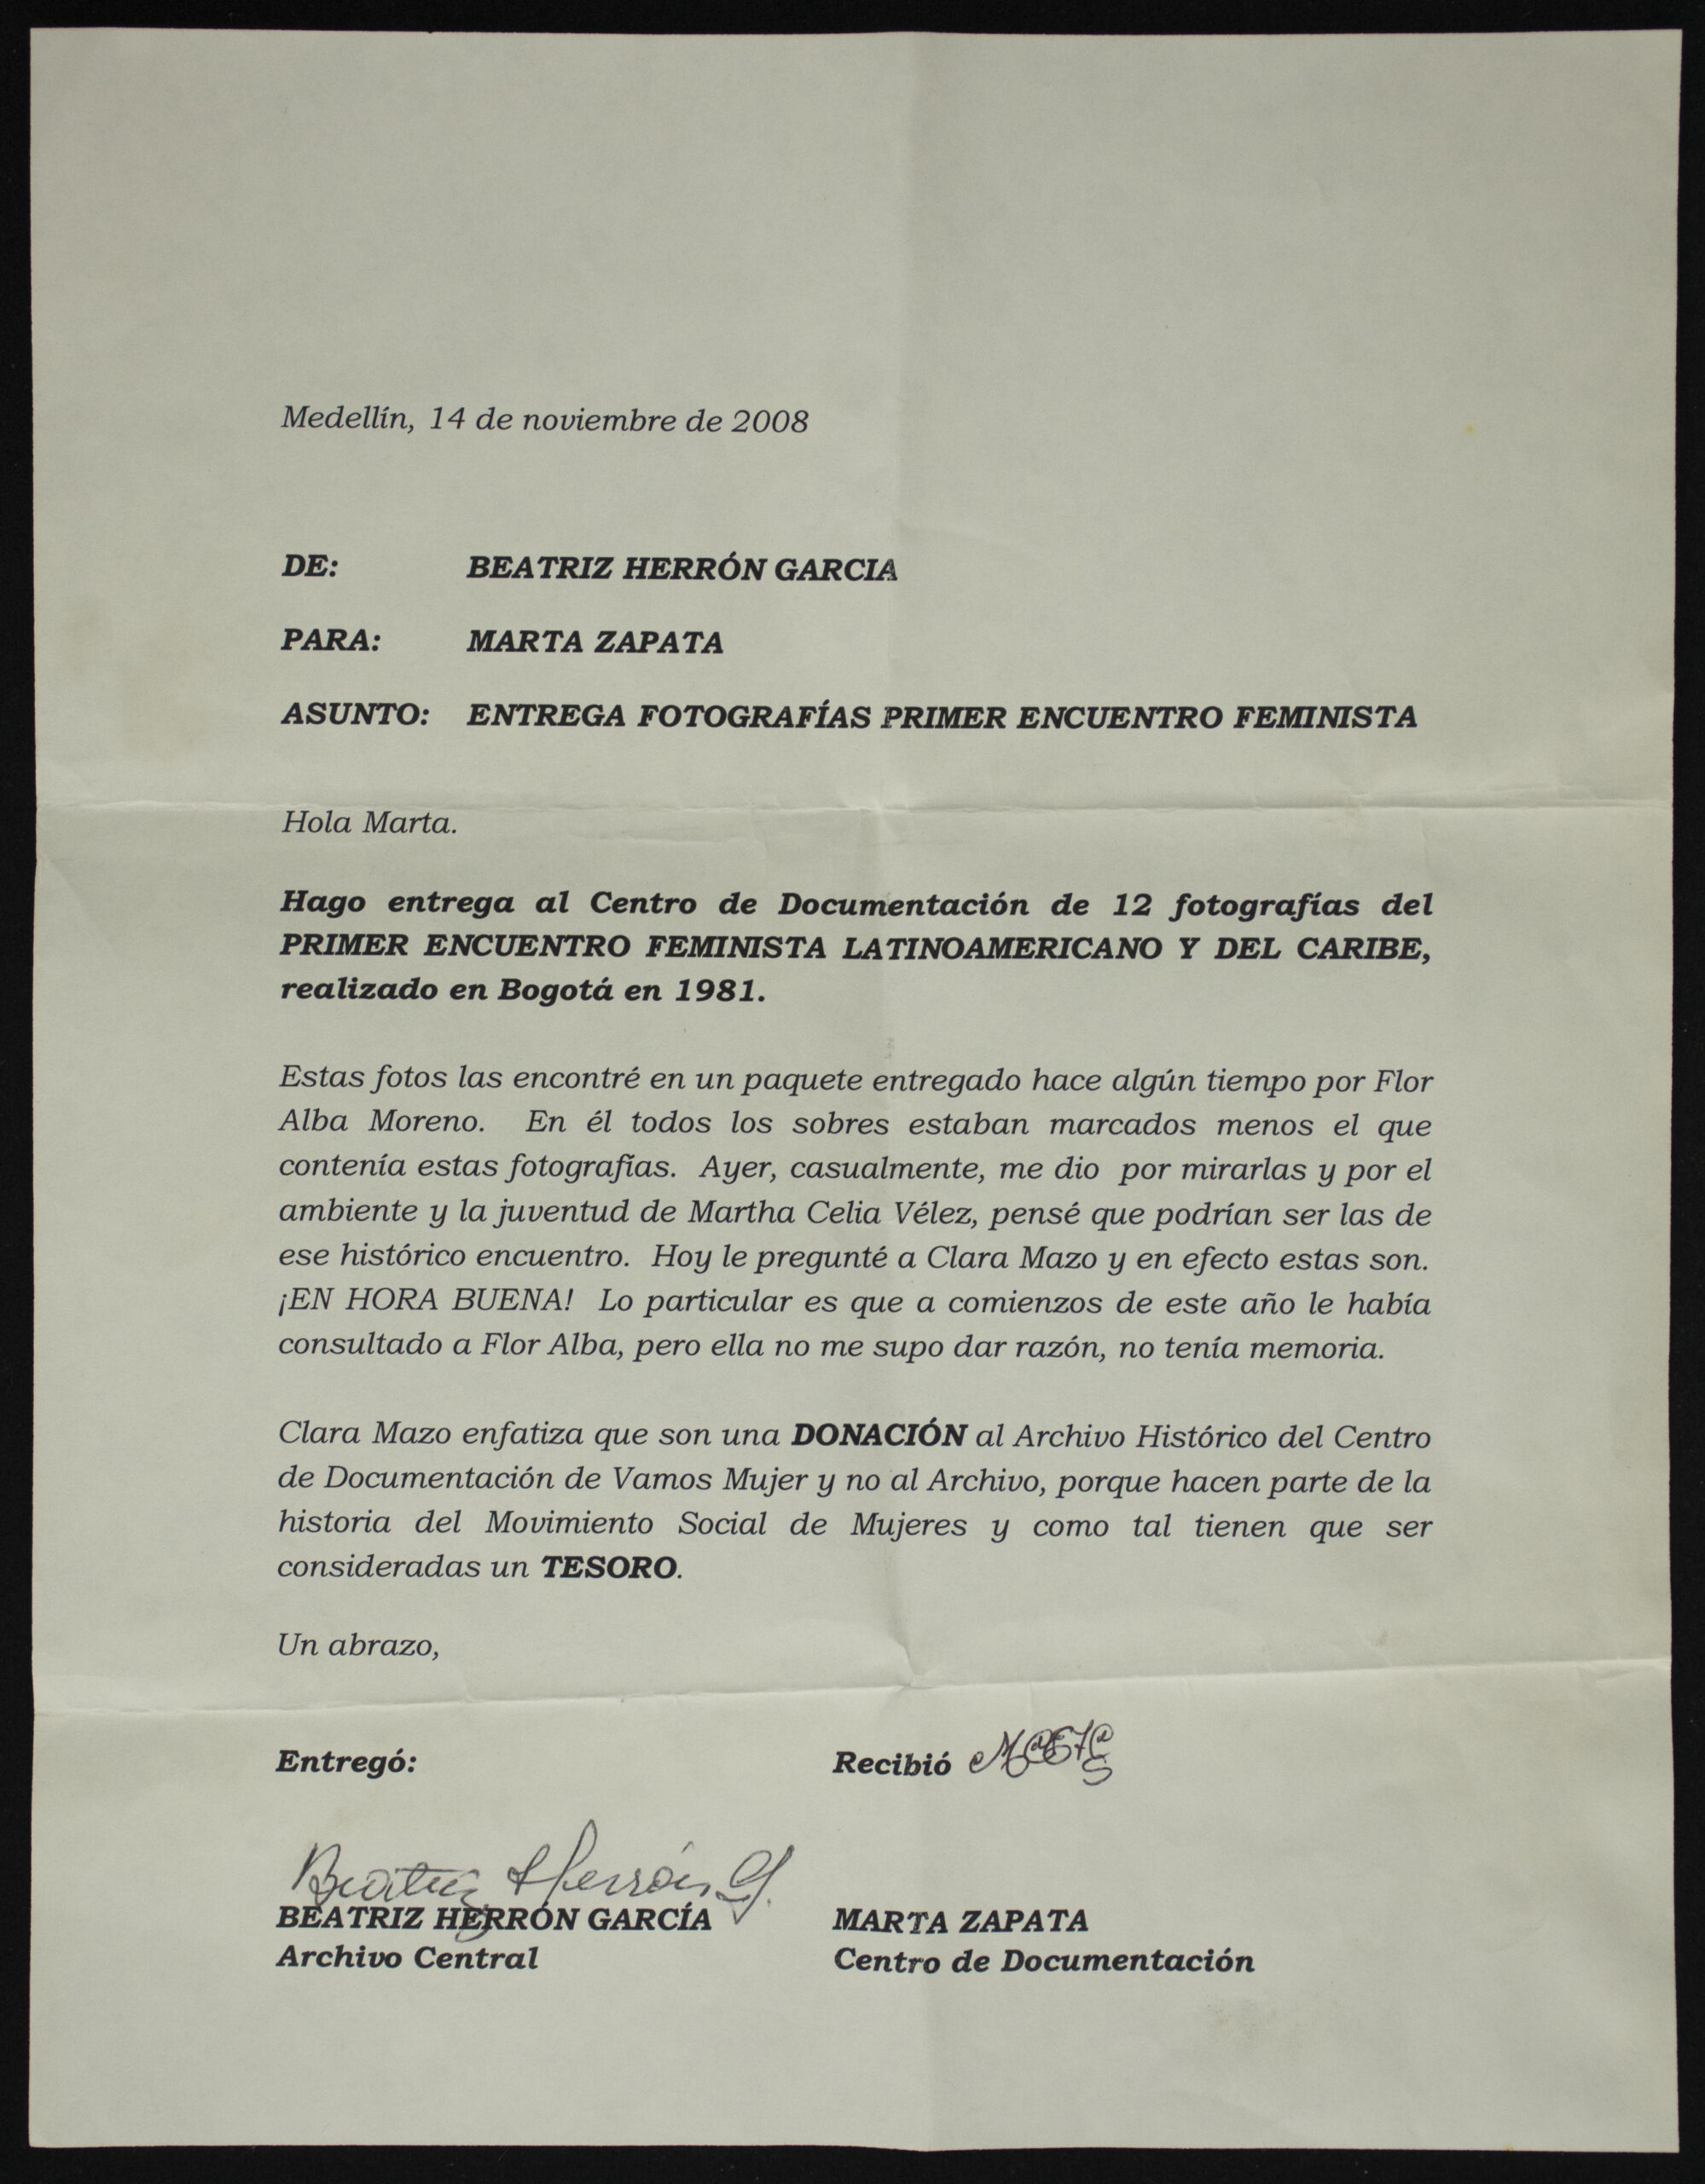 Medellín, 14 de noviembre de 2008
DE: BEATRIZ HERRÓN GARCIA
PARA: MARTA ZAPATA
ASUNTO: ENTREGA FOTOGRAFÍAS PRIMER ENCUENTRO FEMINISTA
Hola Marta.
Hago entrega al Centro de Documentación de 12 fotografías del
PRIMER ENCUENTRO FEMINISTA LATINOAMERICANO Y DEL CARIBE,
realizado en Bogotá en 1981.
Estas fotos las encontré en un paquete entregado hace algún tiempo por Flor
Alba Moreno. En él todos los sobres estaban marcados menos el que
contenía estas fotografías. Ayer, casualmente, me dio por mirarlas y por el
ambiente y la juventud de Martha Celia Vélez, pensé que podrían ser las de
ese histórico encuentro. Hoy le pregunté a Clara Mazo y en efecto estas son.
¡EN HORA BUENA! Lo particular es que a comienzos de este año le había
consultado a Flor Alba, pero ella no me supo dar razón, no tenía memoria.
Clara Mazo enfatiza que son una DONACIÓN al Archivo Histórico del Centro
de Documentación de Vamos Mujer y no al Archivo, porque hacen parte de la
historia del Movimiento Social de Mujeres y como tal tienen que ser
consideradas un TESORO.
Un abrazo,
Entregó: Recibió
Beatriz Herrón G.
BEATRIZ HERRÓN GARCÍA MARTA ZAPATA
Archivo Central Centro de Documentación